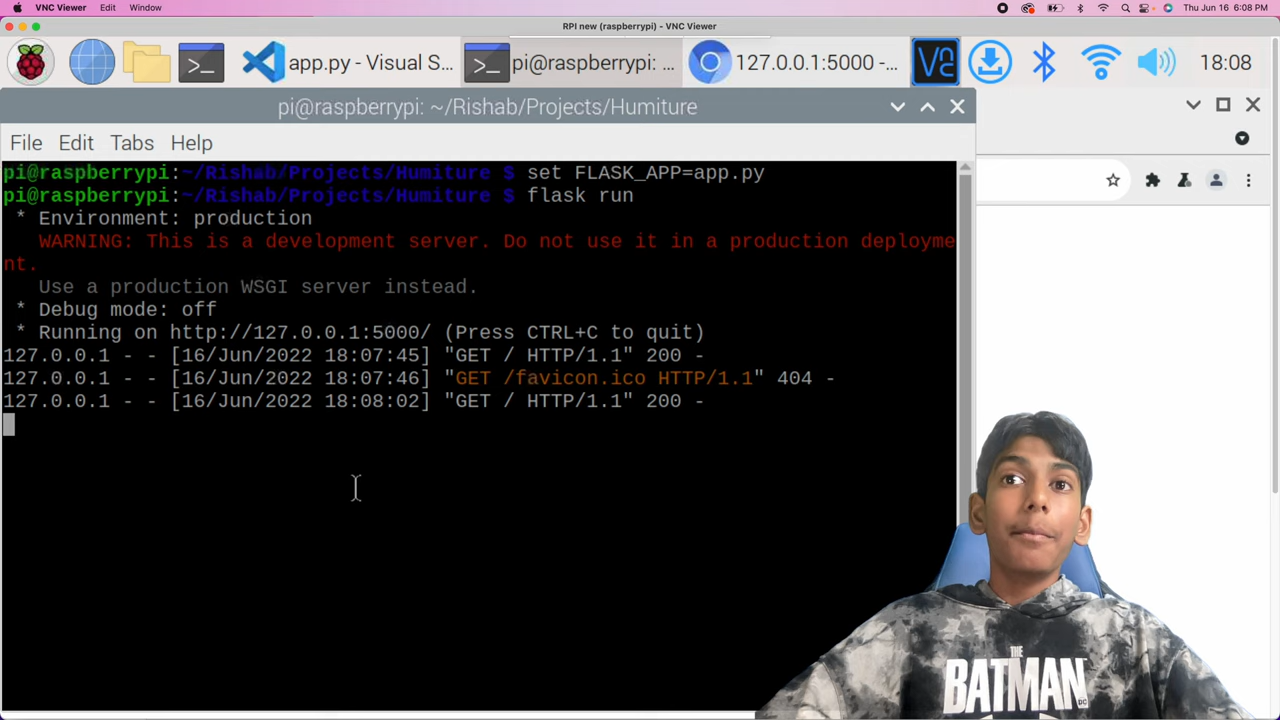 VNC Viewer Edit Window Thu Jun 16 6:08 PM
RPI new (raspberrypi) - VNC Viewer
app.py - Visual S... pi@raspberrypi: ... 127.0.0.1:5000 -... 18:08
pi@raspberrypi: ~/Rishab/Projects/Humiture
File Edit Tabs Help
pi@raspberrypi:~/Rishab/Projects/Humiture $ set FLASK_APP=app.py
pi@raspberrypi:~/Rishab/Projects/Humiture $ flask run
* Environment: production
WARNING: This is a development server. Do not use it in a production deployme
nt.
Use a production WSGI server instead.
* Debug mode: off
* Running on http://127.0.0.1:5000/ (Press CTRL+C to quit)
127.0.0.1 - - [16/Jun/2022 18:07:45] "GET / HTTP/1.1" 200 -
127.0.0.1 - - [16/Jun/2022 18:07:46] "GET /favicon.ico HTTP/1.1" 404 -
127.0.0.1 - - [16/Jun/2022 18:08:02] "GET / HTTP/1.1" 200 -
THE
BATMAN
DC